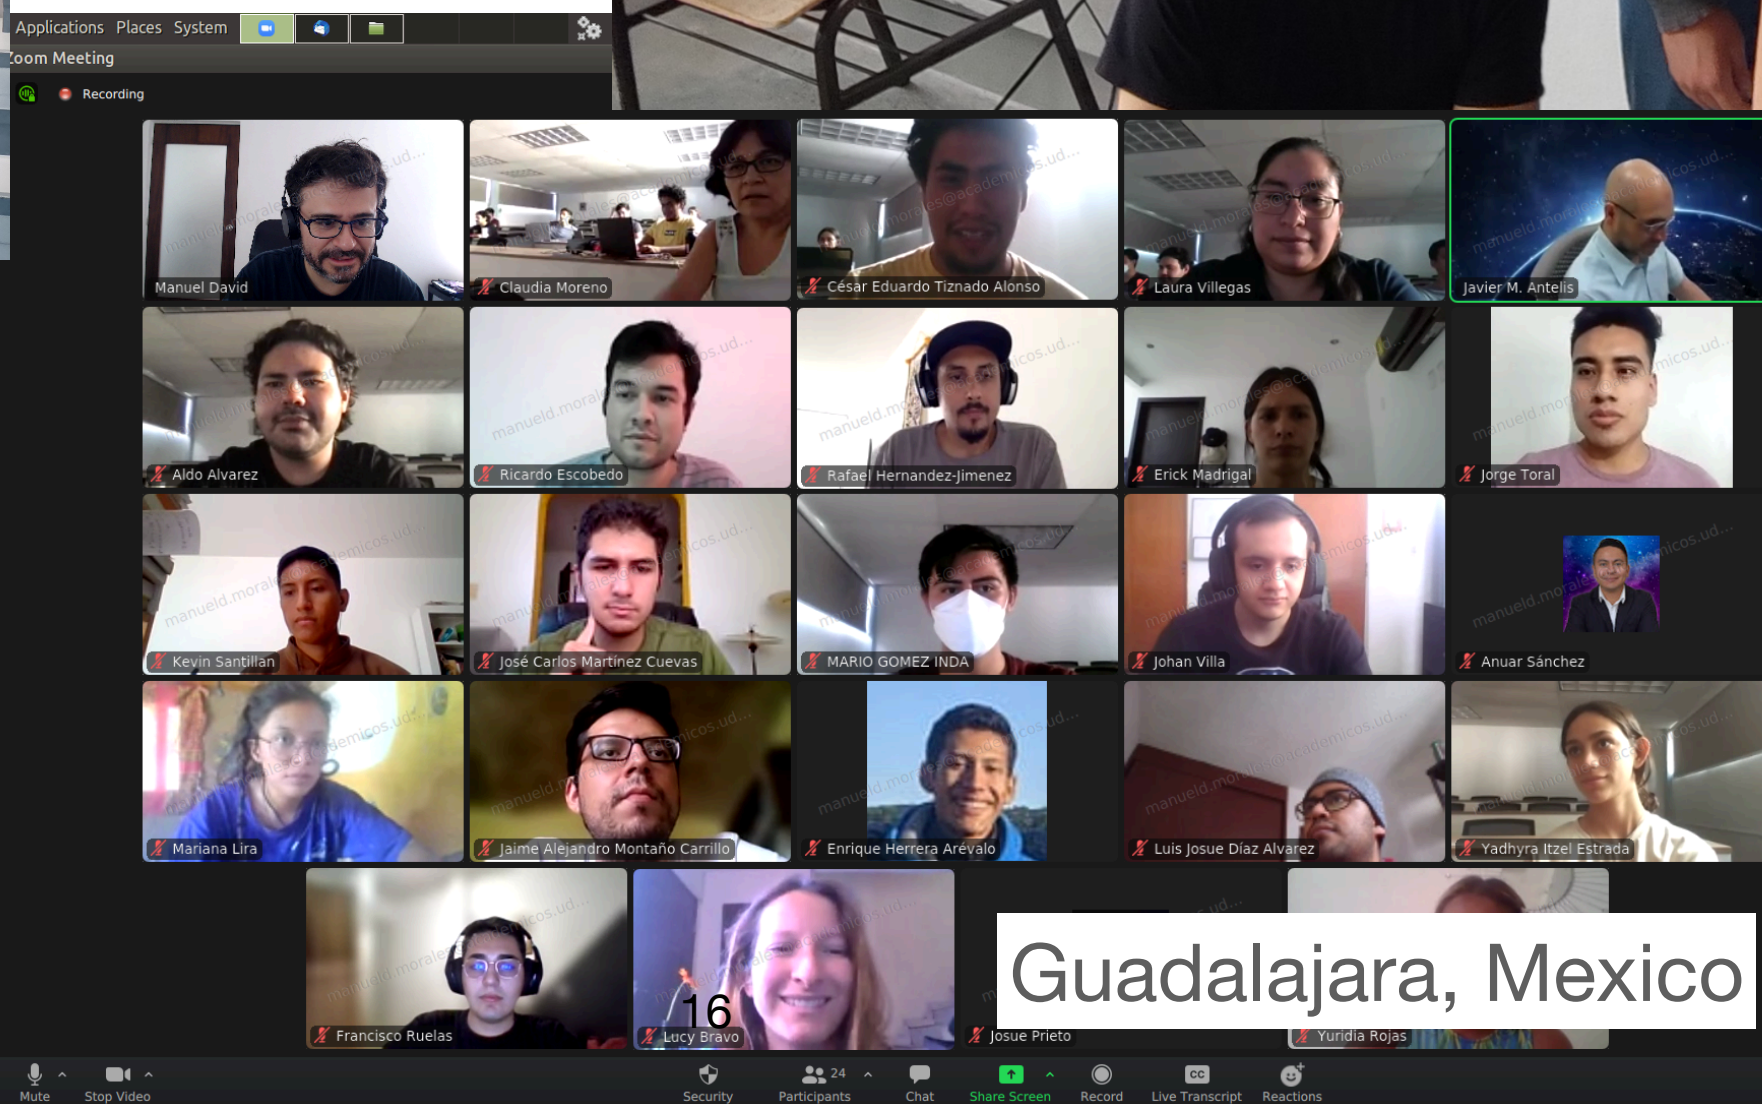 Applications Places System
Zoom Meeting
Recording
Manuel David
Claudia Moreno
César Eduardo Tiznado Alonso
Laura Villegas
Javier M. Antelis
Aldo Alvarez
Ricardo Escobedo
Rafael Hernandez-Jimenez
Erick Madrigal
Jorge Toral
Kevin Santillan
José Carlos Martínez Cuevas
MARIO GOMEZ INDA
Johan Villa
Anuar Sánchez
Mariana Lira
Jaime Alejandro Montaño Carrillo
Enrique Herrera Arévalo
Luis Josue Díaz Alvarez
Yadhyra Itzel Estrada
Guadalajara, Mexico
16
Francisco Ruelas
Lucy Bravo
Josue Prieto
Yuridia Rojas
Mute
Stop Video
Security
24
Participants
Chat
Share Screen
Record
CC
Live Transcript
Reactions